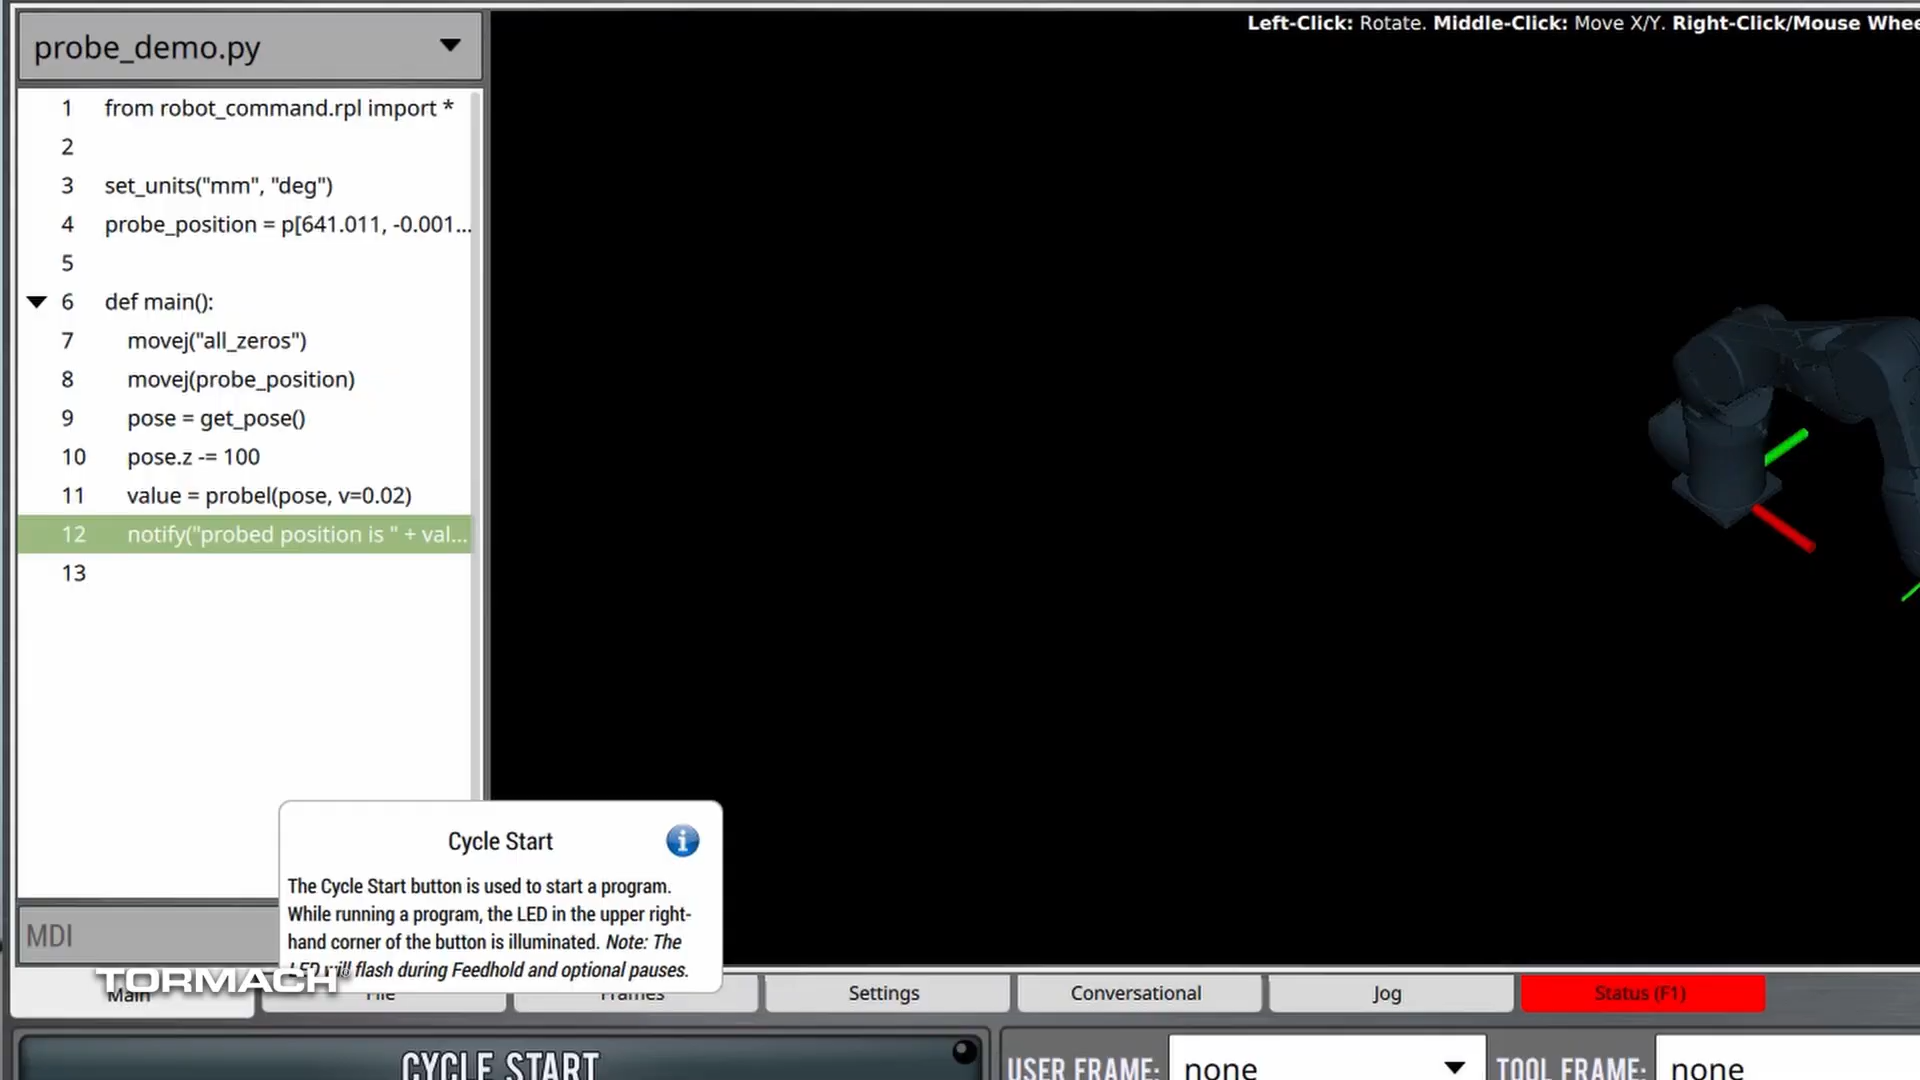 Left-Click: Rotate. Middle-Click: Move X/Y. Right-Click/Mouse Whee
probe_demo.py
1 from robot_command.rpl import *
2
3 set_units("mm", "deg")
4 probe_position = p[641.011, -0.001...
5
6 def main():
7 movej("all_zeros")
8 movej(probe_position)
9 pose = get_pose()
10 pose.z -= 100
11 value = probel(pose, v=0.02)
12 notify("probed position is " + val...
13
Cycle Start
The Cycle Start button is used to start a program.
While running a program, the LED in the upper right-
hand corner of the button is illuminated. Note: The
LED will flash during Feedhold and optional pauses.
MDI
TORMACH®
Main File Frames Settings Conversational Jog Status (F1)
CYCLE START
USER FRAME: none TOOL FRAME: none